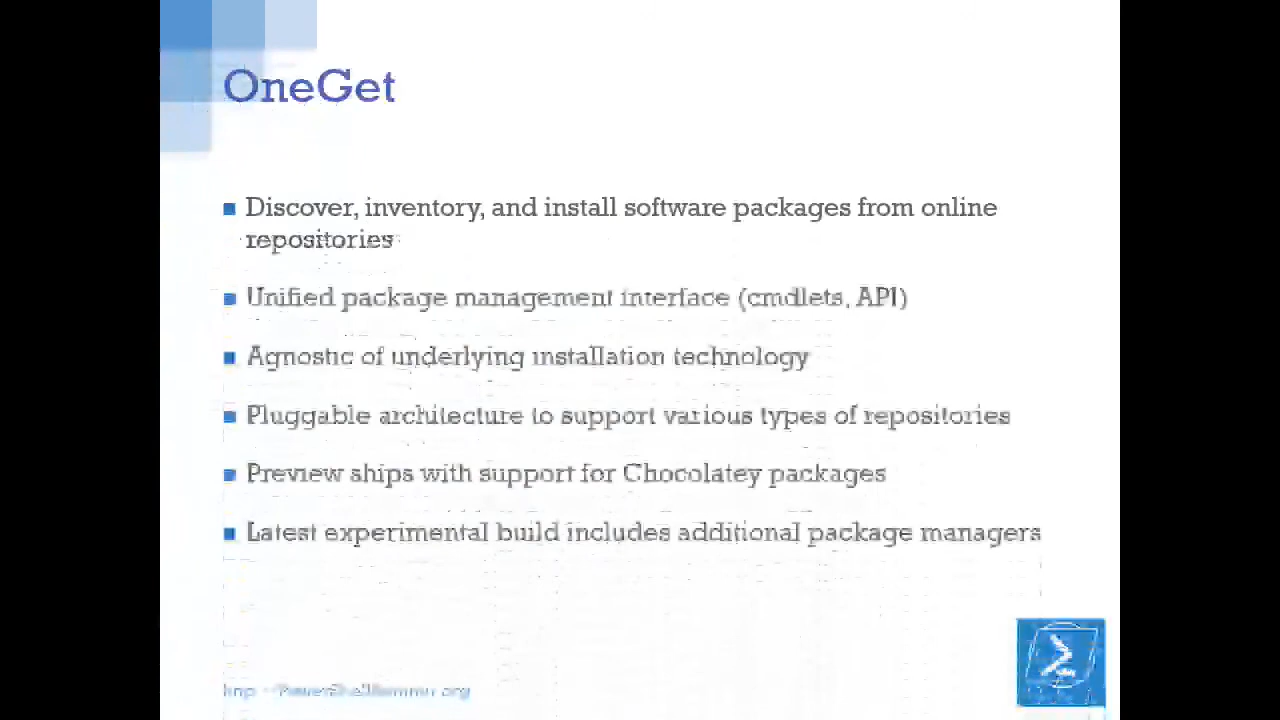 OneGet
Discover, inventory, and install software packages from online
repositories
Unified package management interface (cmdlets, API)
Agnostic of underlying installation technology
Pluggable architecture to support various types of repositories
Preview ships with support for Chocolatey packages
Latest experimental build includes additional package managers